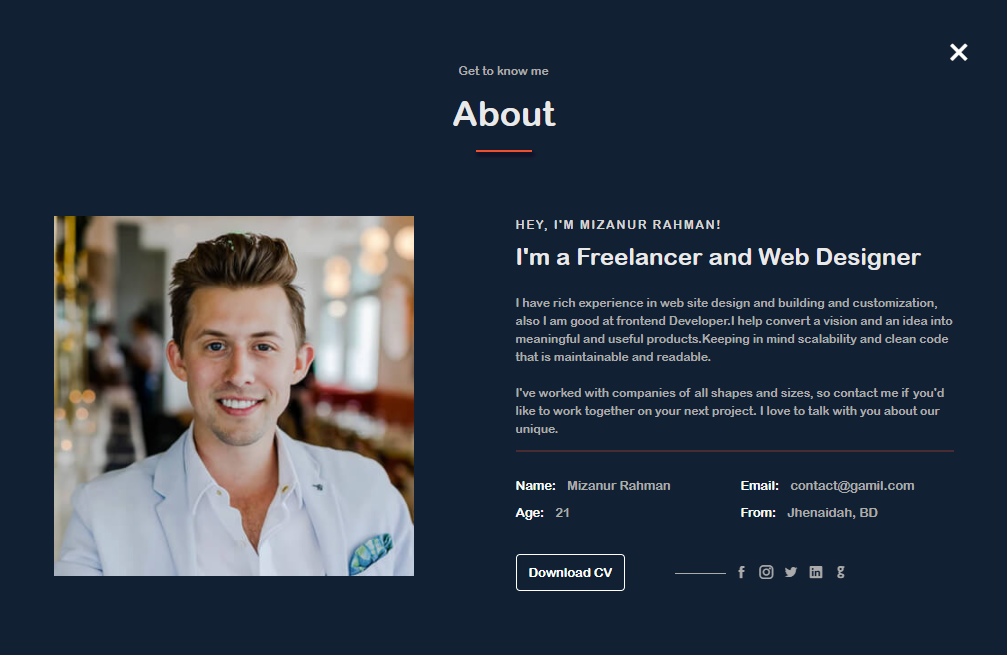 Get to know me
About
HEY, I'M MIZANUR RAHMAN!
I'm a Freelancer and Web Designer
I have rich experience in web site design and building and customization,
also I am good at frontend Developer.I help convert a vision and an idea into
meaningful and useful products.Keeping in mind scalability and clean code
that is maintainable and readable.
I've worked with companies of all shapes and sizes, so contact me if you'd
like to work together on your next project. I love to talk with you about our
unique.
Name: Mizanur Rahman Email: contact@gamil.com
Age: 21 From: Jhenaidah, BD
Download CV